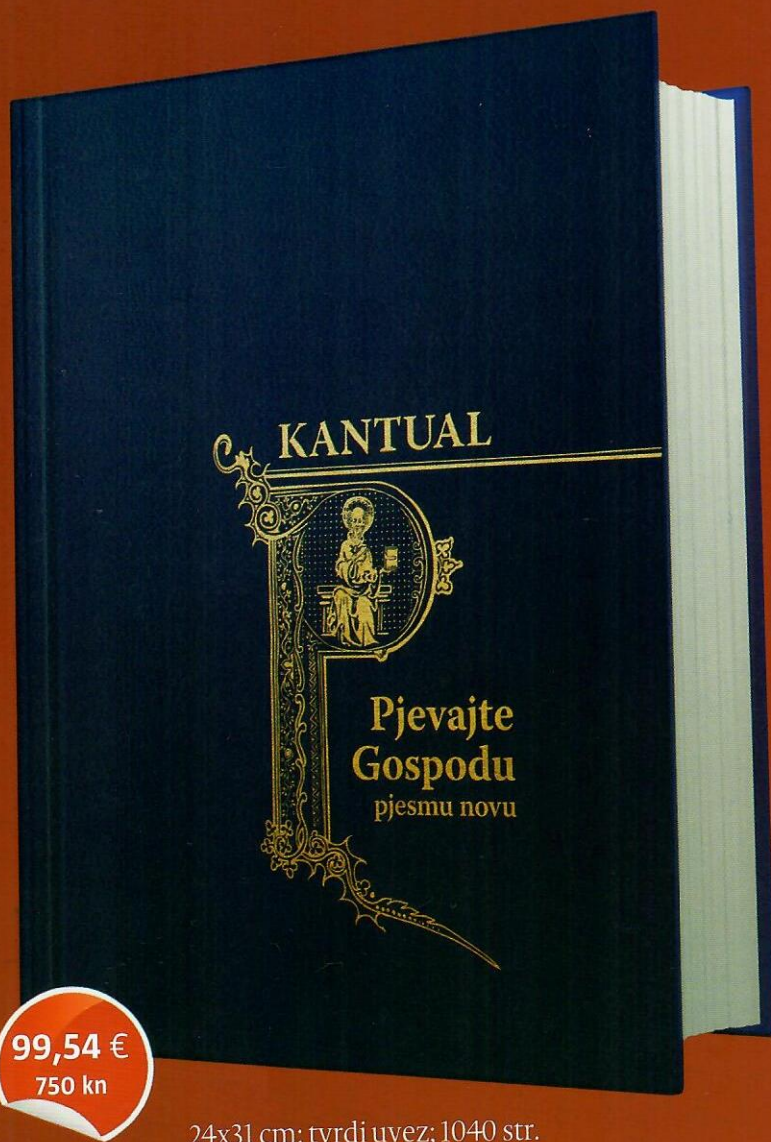 KANTUAL
Pjevajte
Gospodu
pjesmu novu
99,54 €
750 kn
24x31 cm; tvrdi uvez; 1040 str.